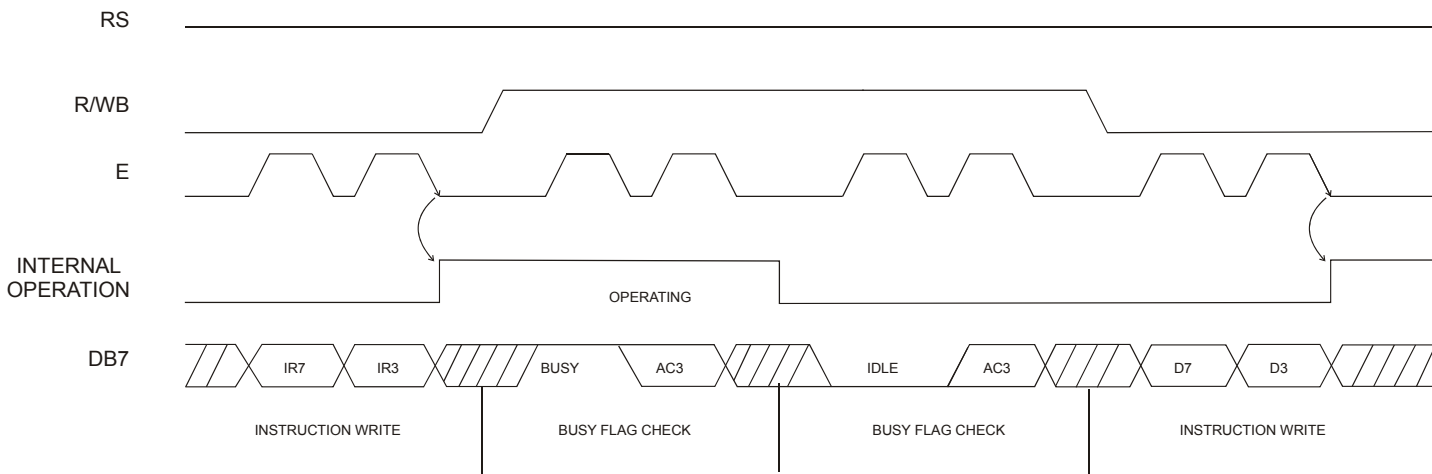 RS
R/WB
E
INTERNAL
OPERATION
OPERATING
DB7
IR7
IR3
BUSY
AC3
IDLE
AC3
D7
D3
INSTRUCTION WRITE
BUSY FLAG CHECK
BUSY FLAG CHECK
INSTRUCTION WRITE